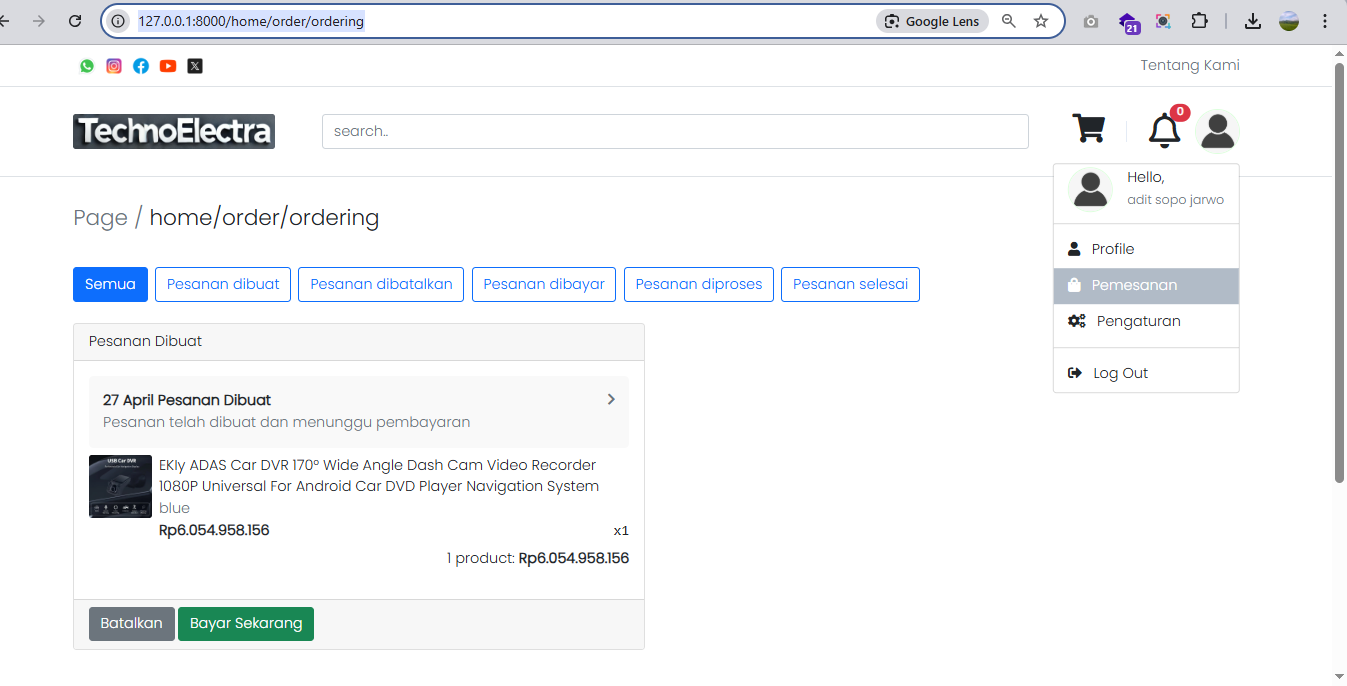 127.0.0.1:8000/home/order/ordering
Google Lens
21
Tentang Kami
TechnoElectra
search..
0
Hello,
adit sopo jarwo
Profile
Pemesanan
Pengaturan
Log Out
Page / home/order/ordering
Semua
Pesanan dibuat
Pesanan dibatalkan
Pesanan dibayar
Pesanan diproses
Pesanan selesai
Pesanan Dibuat
27 April Pesanan Dibuat
Pesanan telah dibuat dan menunggu pembayaran
USB Car DVR
EKIy ADAS Car DVR 170° Wide Angle Dash Cam Video Recorder
1080P Universal For Android Car DVD Player Navigation System
blue
Rp6.054.958.156
x1
1 product: Rp6.054.958.156
Batalkan
Bayar Sekarang